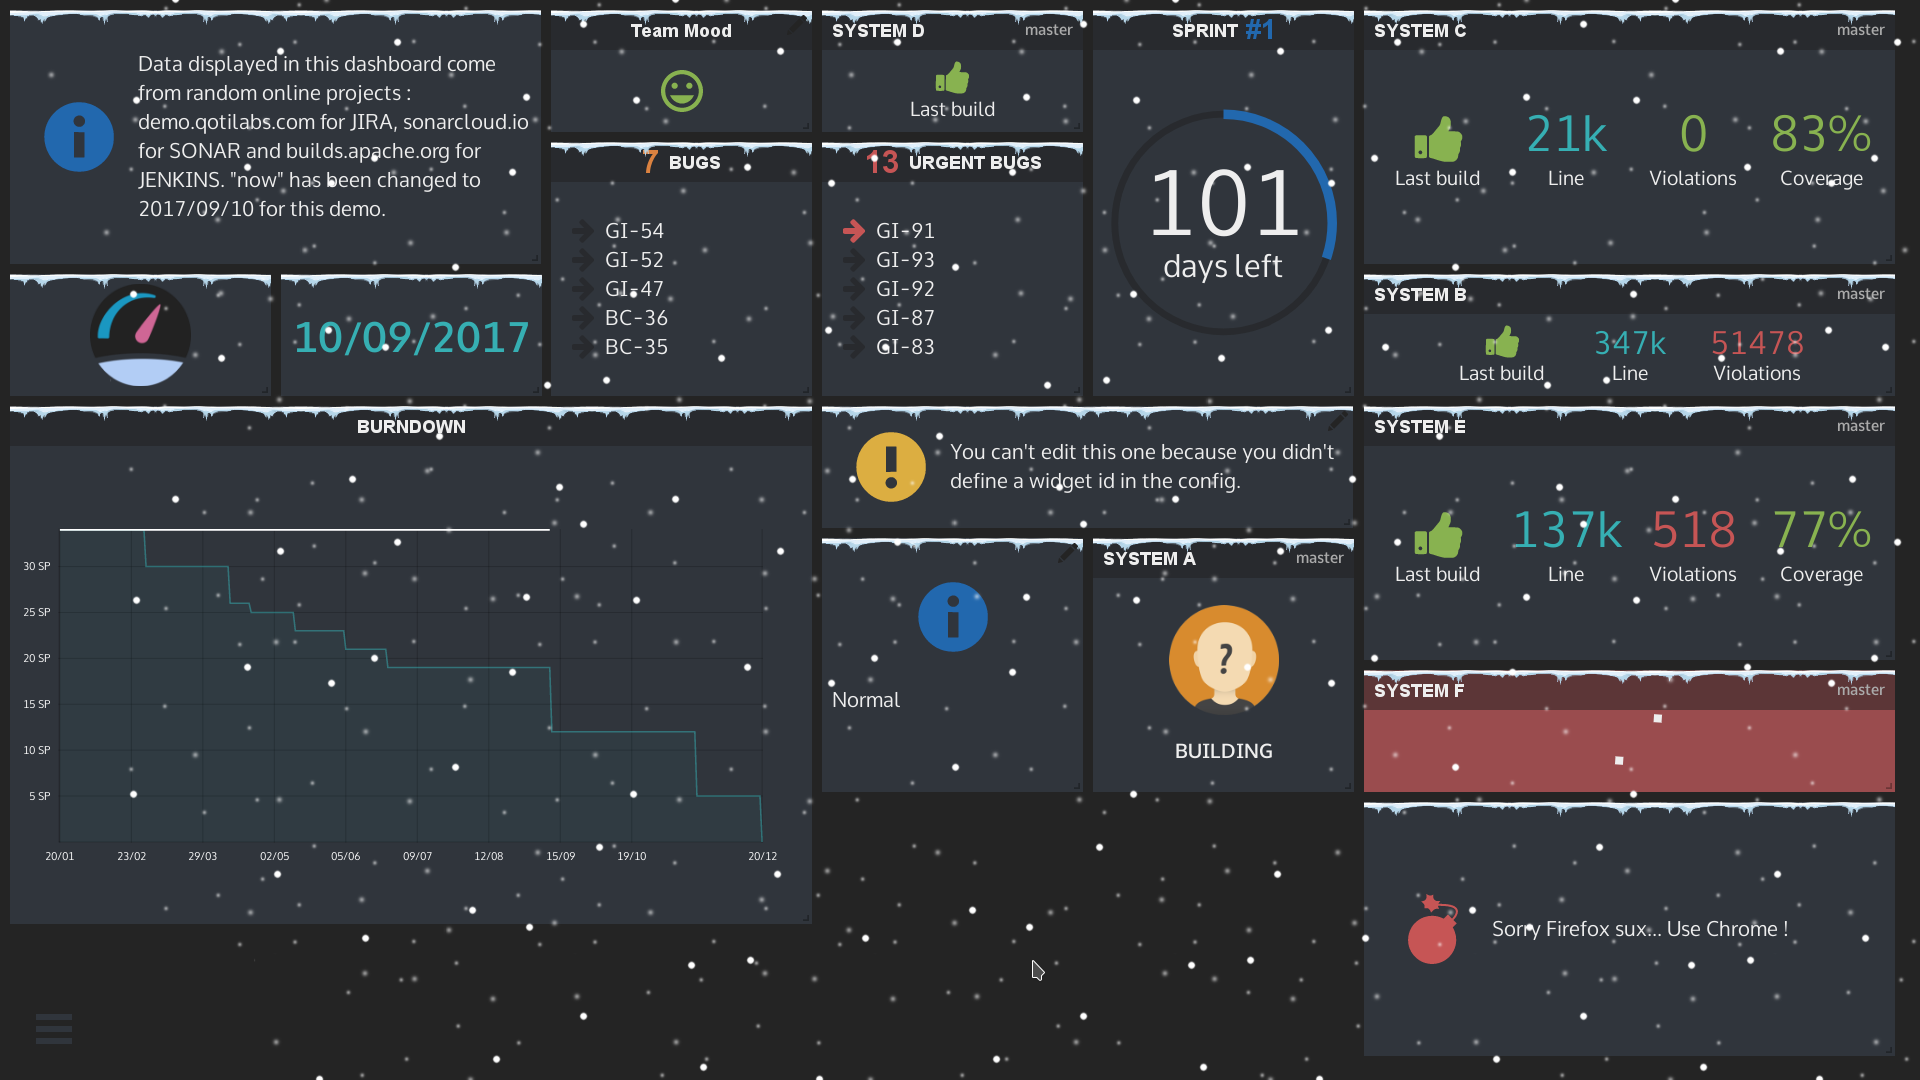 Data displayed in this dashboard come
from random online projects :
demo.qotilabs.com for JIRA, sonarcloud.io
for SONAR and builds.apache.org for
JENKINS. "now" has been changed to
2017/09/10 for this demo.
Team Mood
SYSTEM D
master
Last build
SPRINT #1
101
days left
SYSTEM C
master
21k
0
83%
Last build
Line
Violations
Coverage
7 BUGS
GI-54
GI-52
GI-47
BC-36
BC-35
13 URGENT BUGS
GI-91
GI-93
GI-92
GI-87
GI-83
10/09/2017
SYSTEM B
master
347k
51478
Last build
Line
Violations
BURNDOWN
30 SP
25 SP
20 SP
15 SP
10 SP
5 SP
20/01
23/02
29/03
02/05
05/06
09/07
12/08
15/09
19/10
20/12
You can't edit this one because you didn't
define a widget id in the config.
SYSTEM E
master
137k
518
77%
Last build
Line
Violations
Coverage
Normal
SYSTEM A
master
?
BUILDING
SYSTEM F
master
Sorry Firefox sux... Use Chrome !